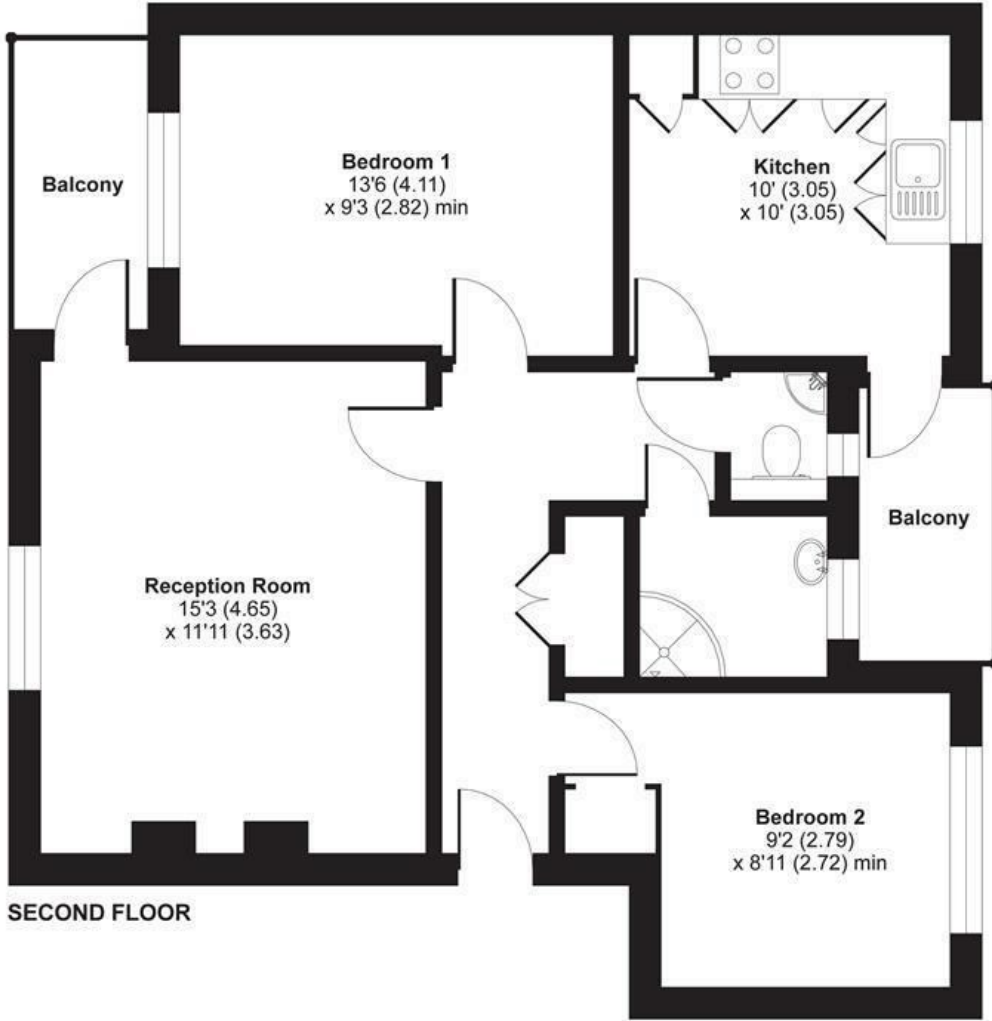 Balcony
Bedroom 1
13'6 (4.11)
x 9'3 (2.82) min
Kitchen
10' (3.05)
x 10' (3.05)
Reception Room
15'3 (4.65)
x 11'11 (3.63)
Balcony
Bedroom 2
9'2 (2.79)
x 8'11 (2.72) min
SECOND FLOOR